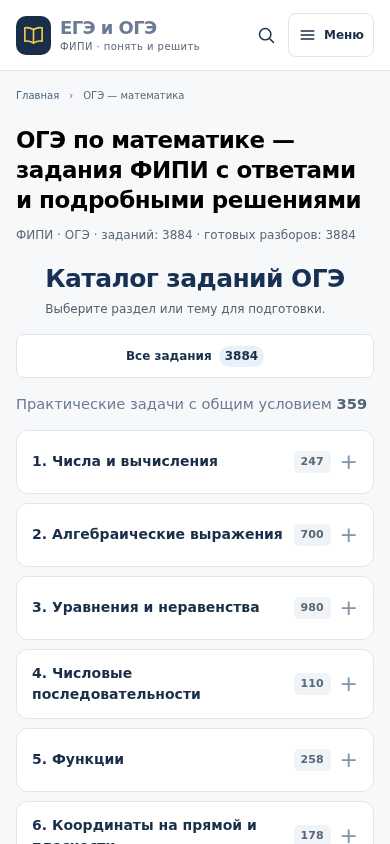 ЕГЭ и ОГЭ
ФИПИ · понять и решить
Меню
Главная › ОГЭ — математика
ОГЭ по математике —
задания ФИПИ с ответами
и подробными решениями
ФИПИ · ОГЭ · заданий: 3884 · готовых разборов: 3884
Каталог заданий ОГЭ
Выберите раздел или тему для подготовки.
Все задания 3884
Практические задачи с общим условием 359
1. Числа и вычисления 247
2. Алгебраические выражения 700
3. Уравнения и неравенства 980
4. Числовые
последовательности 110
5. Функции 258
6. Координаты на прямой и
плоскости 178